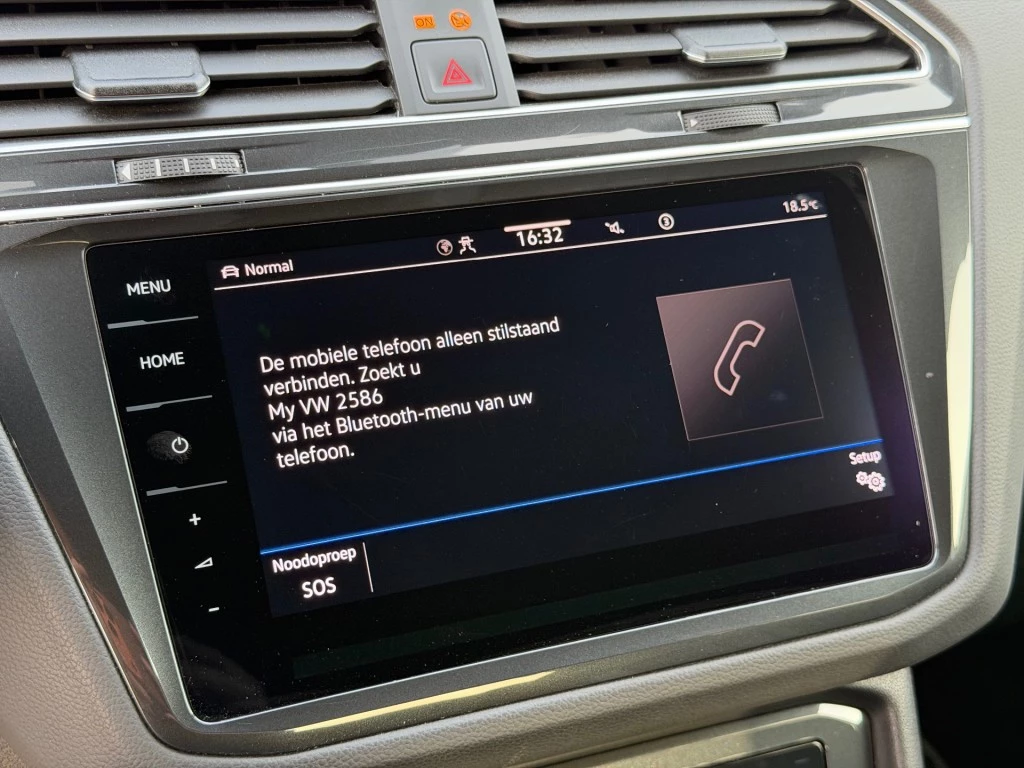 ON
Normal
16:32
3
18.5°C
MENU
HOME
De mobiele telefoon alleen stilstaand
verbinden. Zoekt u
My VW 2586
via het Bluetooth-menu van uw
telefoon.
Setup
+
-
Noodoproep
SOS